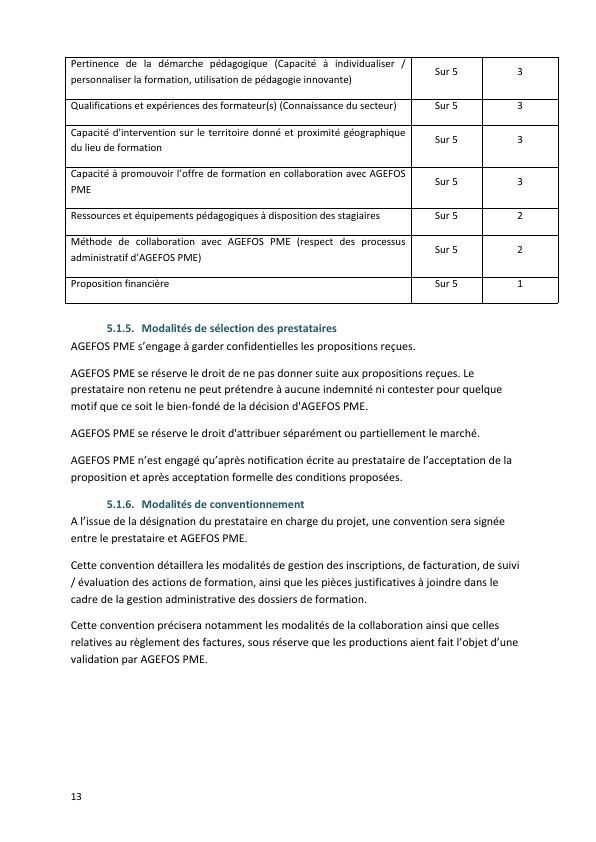 Pertinence de la démarche pédagogique (Capacité à individualiser /
personnaliser la formation, utilisation de pédagogie innovante)
Sur 5
3
Qualifications et expériences des formateur(s) (Connaissance du secteur)
Sur 5
3
Capacité d'intervention sur le territoire donné et proximité géographique
du lieu de formation
Sur 5
3
Capacité à promouvoir l’offre de formation en collaboration avec AGEFOS
PME
Sur 5
3
Ressources et équipements pédagogiques à disposition des stagiaires
Sur 5
2
Méthode de collaboration avec AGEFOS PME (respect des processus
administratif d’AGEFOS PME)
Sur 5
2
Proposition financière
Sur 5
1
5.1.5. Modalités de sélection des prestataires
AGEFOS PME s’engage à garder confidentielles les propositions reçues.
AGEFOS PME se réserve le droit de ne pas donner suite aux propositions reçues. Le
prestataire non retenu ne peut prétendre à aucune indemnité ni contester pour quelque
motif que ce soit le bien-fondé de la décision d'AGEFOS PME.
AGEFOS PME se réserve le droit d'attribuer séparément ou partiellement le marché.
AGEFOS PME n’est engagé qu’après notification écrite au prestataire de l’acceptation de la
proposition et après acceptation formelle des conditions proposées.
5.1.6. Modalités de conventionnement
A l’issue de la désignation du prestataire en charge du projet, une convention sera signée
entre le prestataire et AGEFOS PME.
Cette convention détaillera les modalités de gestion des inscriptions, de facturation, de suivi
/ évaluation des actions de formation, ainsi que les pièces justificatives à joindre dans le
cadre de la gestion administrative des dossiers de formation.
Cette convention précisera notamment les modalités de la collaboration ainsi que celles
relatives au règlement des factures, sous réserve que les productions aient fait l’objet d’une
validation par AGEFOS PME.
13